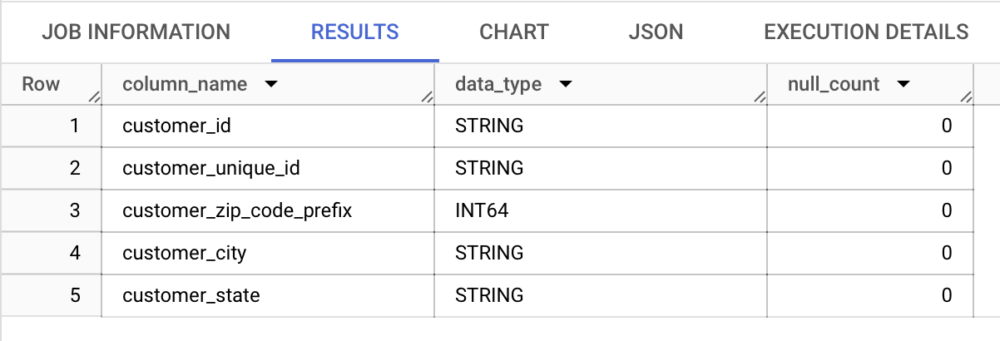 JOB INFORMATION RESULTS CHART JSON EXECUTION DETAILS
Row column_name data_type null_count
1 customer_id STRING 0
2 customer_unique_id STRING 0
3 customer_zip_code_prefix INT64 0
4 customer_city STRING 0
5 customer_state STRING 0